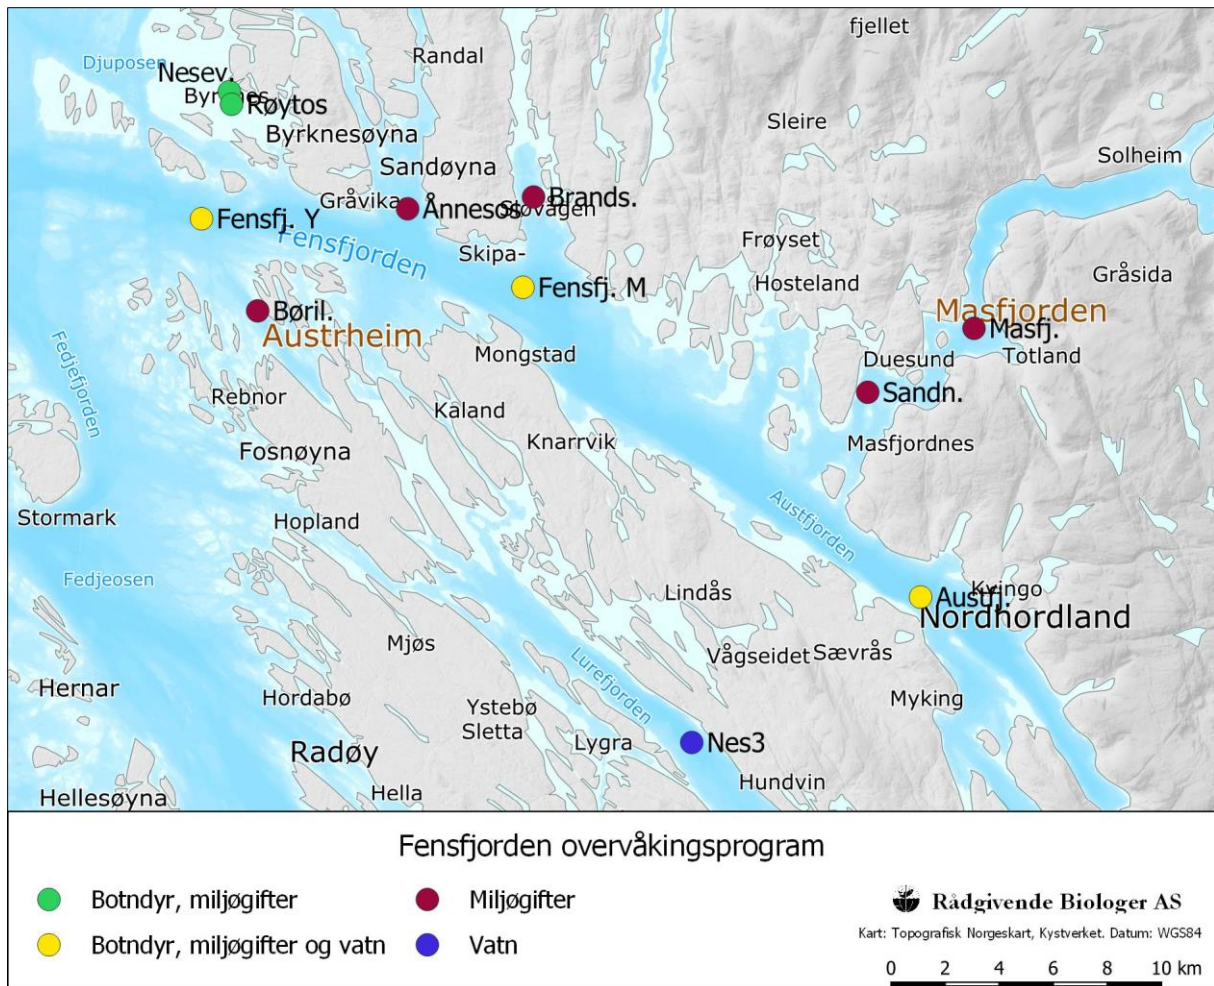 fjellet
Randal
Djuposen
Nesev.
Røytos
Byrknesøyna
Sleire
Solheim
Sandøyna
Gråvika
Ånnesos
Brands.
Fensfj. Y
Fensfjorden
Skipa-
Frøyset
Hosteland
Gråsida
Fensfj. M
Børil.
Austrheim
Masfjorden
Masfj.
Totland
Mongstad
Duesund
Fedjefjorden
Rebnor
Kaland
Sandn.
Knarrvik
Masfjordnes
Fosnøyna
Stormark
Hopland
Austfjorden
Fedjeosen
Lindås
Kvingo
Austfj.
Nordhordland
Mjøs
Vågseidet
Sævrås
Lurefjorden
Hernar
Hordabø
Ystebø
Sletta
Myking
Radøy
Lygra
Nes3
Hundvin
Hellesøyna
Hella
Fensfjorden overvåkingsprogram
Botndyr, miljøgifter
Miljøgifter
Botndyr, miljøgifter og vatn
Vatn
Rådgivende Biologer AS
Kart: Topografisk Norgeskart, Kystverket. Datum: WGS84
0 2 4 6 8 10 km